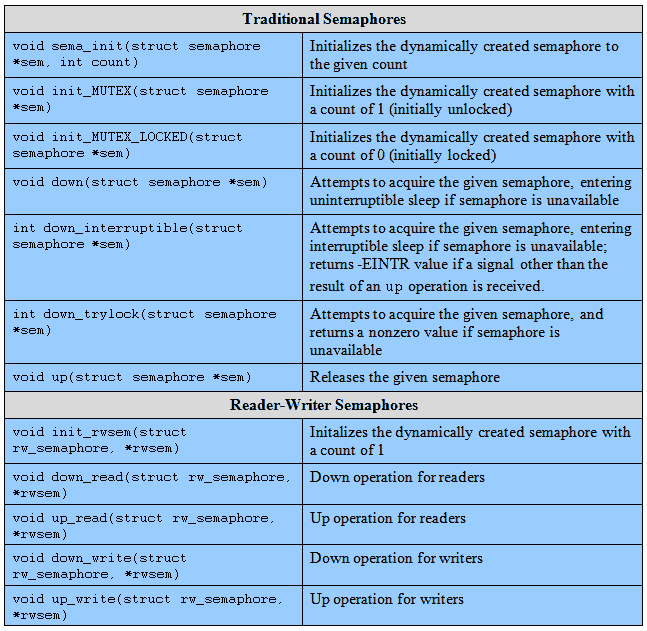 Traditional Semaphores
void sema_init(struct semaphore
*sem, int count)
Initializes the dynamically created semaphore to
the given count
void init_MUTEX(struct semaphore
*sem)
Initializes the dynamically created semaphore with
a count of 1 (initially unlocked)
void init_MUTEX_LOCKED(struct
semaphore *sem)
Initializes the dynamically created semaphore with
a count of 0 (initially locked)
void down(struct semaphore *sem)
Attempts to acquire the given semaphore, entering
uninterruptible sleep if semaphore is unavailable
int down_interruptible(struct
semaphore *sem)
Attempts to acquire the given semaphore, entering
interruptible sleep if semaphore is unavailable;
returns -EINTR value if a signal other than the
result of an up operation is received.
int down_trylock(struct semaphore
*sem)
Attempts to acquire the given semaphore, and
returns a nonzero value if semaphore is
unavailable
void up(struct semaphore *sem)
Releases the given semaphore
Reader-Writer Semaphores
void init_rwsem(struct
rw_semaphore, *rwsem)
Initalizes the dynamically created semaphore with
a count of 1
void down_read(struct rw_semaphore,
*rwsem)
Down operation for readers
void up_read(struct rw_semaphore,
*rwsem)
Up operation for readers
void down_write(struct
rw_semaphore, *rwsem)
Down operation for writers
void up_write(struct rw_semaphore,
*rwsem)
Up operation for writers